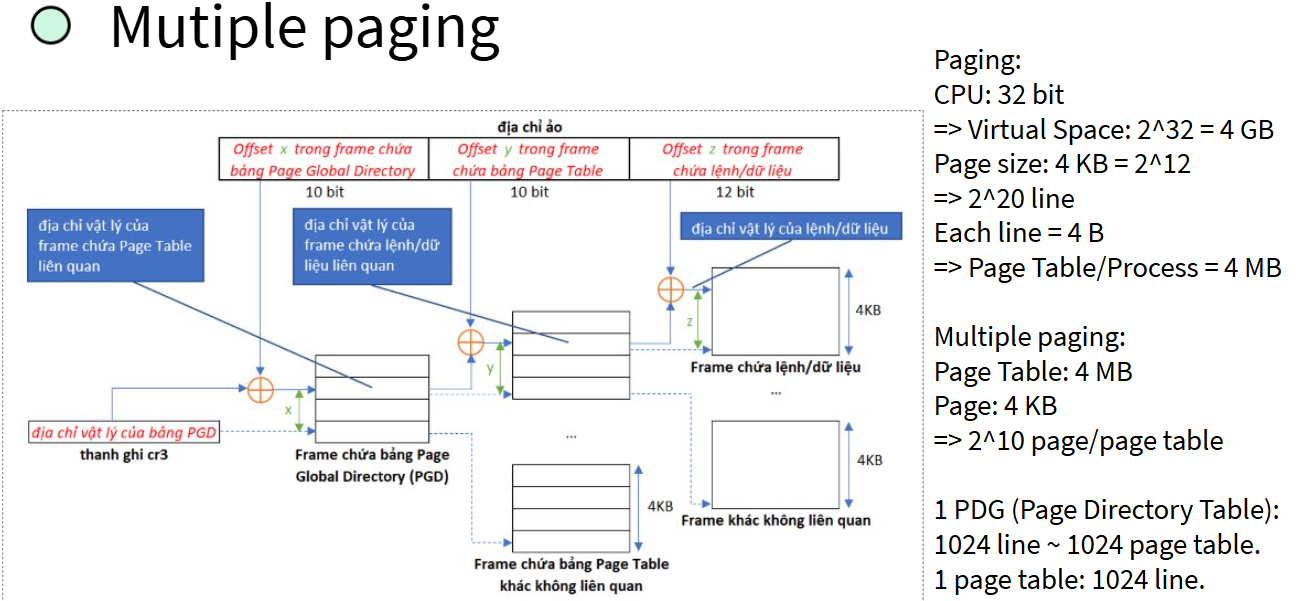 Mutiple paging
địa chỉ ảo
Offset x trong frame chứa
bảng Page Global Directory
Offset y trong frame
chứa bảng Page Table
Offset z trong frame
chứa lệnh/dữ liệu
10 bit
10 bit
12 bit
địa chỉ vật lý của
frame chứa Page Table
liên quan
địa chỉ vật lý của
frame chứa lệnh/dữ
liệu liên quan
địa chỉ vật lý của lệnh/dữ liệu
x
y
z
4KB
Frame chứa lệnh/dữ liệu
...
địa chỉ vật lý của bảng PGD
thanh ghi cr3
Frame chứa bảng Page
Global Directory (PGD)
...
4KB
Frame chứa bảng Page Table
khác không liên quan
4KB
Frame khác không liên quan
Paging:
CPU: 32 bit
=> Virtual Space: 2^32 = 4 GB
Page size: 4 KB = 2^12
=> 2^20 line
Each line = 4 B
=> Page Table/Process = 4 MB
Multiple paging:
Page Table: 4 MB
Page: 4 KB
=> 2^10 page/page table
1 PDG (Page Directory Table):
1024 line ~ 1024 page table.
1 page table: 1024 line.